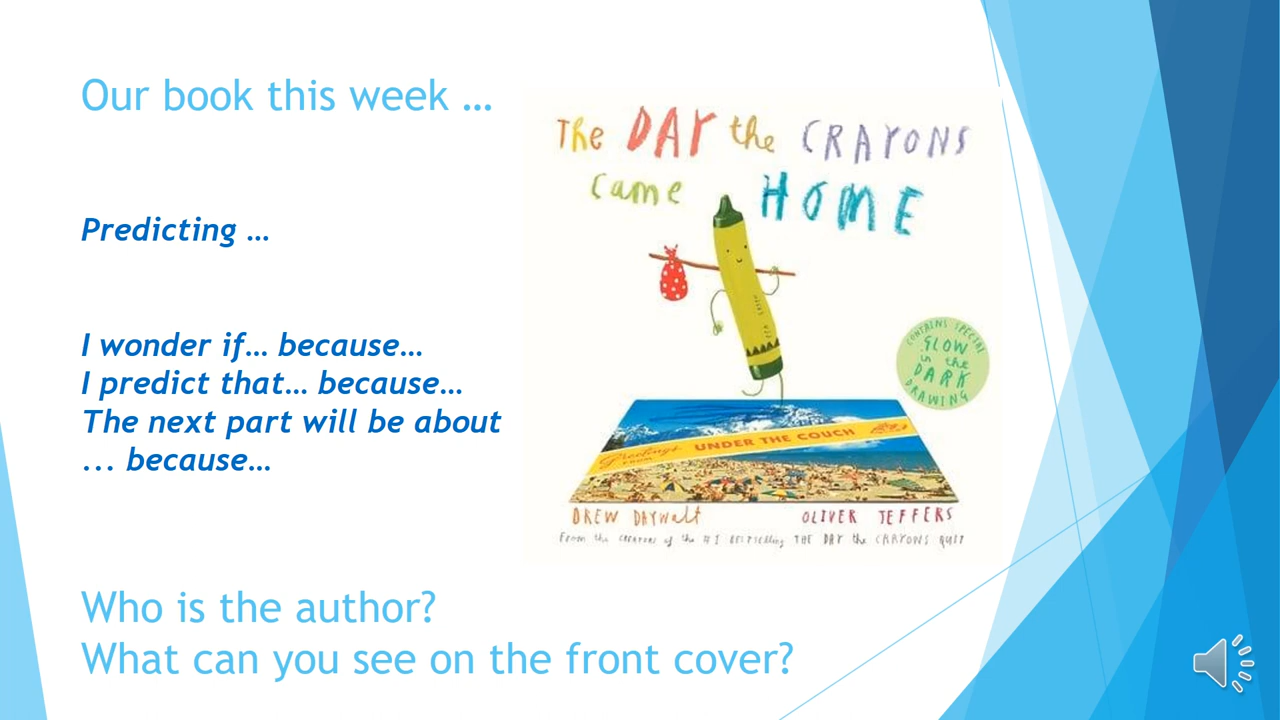 Our book this week …
Predicting …
I wonder if… because…
I predict that… because…
The next part will be about
... because…
The DAY the CRAYONS
Came HOME
CONTAINS SPECIAL
GLOW
in the
DARK
DRAWING
Greetings
FROM
UNDER THE COUCH
DREW DAYWALT
OLIVER JEFFERS
From the creators of the #1 BESTSELLING THE DAY the CRAYONS QUIT
Who is the author?
What can you see on the front cover?